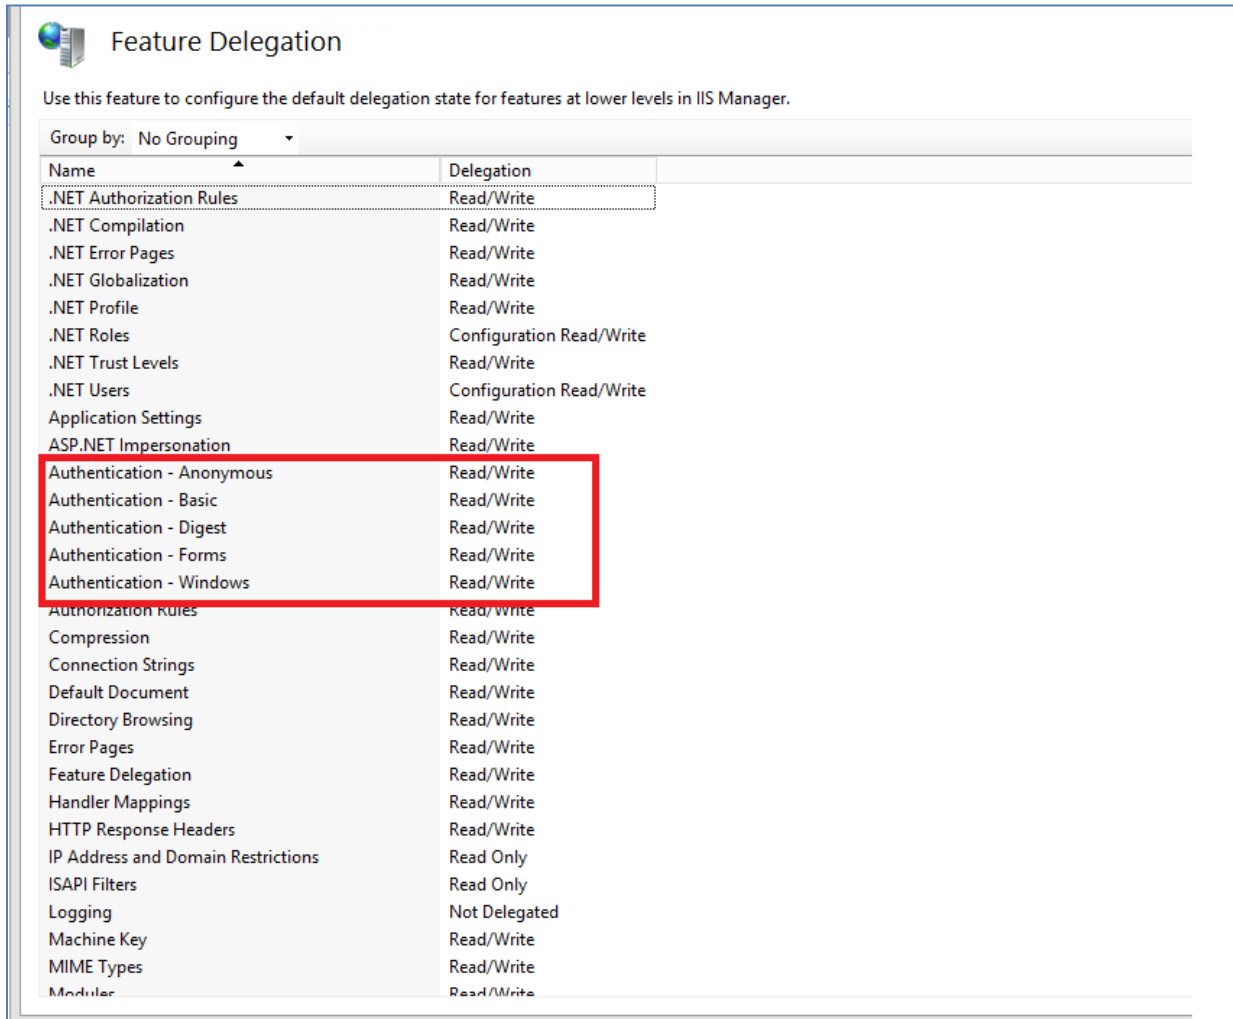 Feature Delegation
Use this feature to configure the default delegation state for features at lower levels in IIS Manager.
Group by: No Grouping
Name Delegation
.NET Authorization Rules Read/Write
.NET Compilation Read/Write
.NET Error Pages Read/Write
.NET Globalization Read/Write
.NET Profile Read/Write
.NET Roles Configuration Read/Write
.NET Trust Levels Read/Write
.NET Users Configuration Read/Write
Application Settings Read/Write
ASP.NET Impersonation Read/Write
Authentication - Anonymous Read/Write
Authentication - Basic Read/Write
Authentication - Digest Read/Write
Authentication - Forms Read/Write
Authentication - Windows Read/Write
Authorization Rules Read/Write
Compression Read/Write
Connection Strings Read/Write
Default Document Read/Write
Directory Browsing Read/Write
Error Pages Read/Write
Feature Delegation Read/Write
Handler Mappings Read/Write
HTTP Response Headers Read/Write
IP Address and Domain Restrictions Read Only
ISAPI Filters Read Only
Logging Not Delegated
Machine Key Read/Write
MIME Types Read/Write
Modules Read/Write